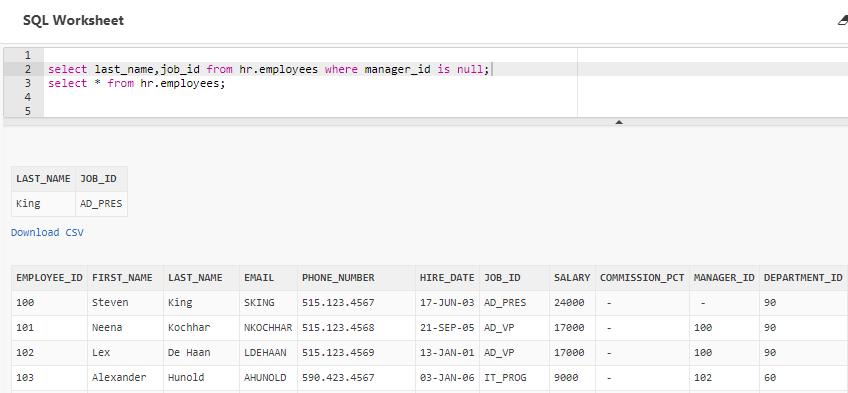 SQL Worksheet
1
2 select last_name,job_id from hr.employees where manager_id is null;
3 select * from hr.employees;
4
5
LAST_NAME JOB_ID
King AD_PRES
Download CSV
EMPLOYEE_ID FIRST_NAME LAST_NAME EMAIL PHONE_NUMBER HIRE_DATE JOB_ID SALARY COMMISSION_PCT MANAGER_ID DEPARTMENT_ID
100 Steven King SKING 515.123.4567 17-JUN-03 AD_PRES 24000 - - 90
101 Neena Kochhar NKOCHHAR 515.123.4568 21-SEP-05 AD_VP 17000 - 100 90
102 Lex De Haan LDEHAAN 515.123.4569 13-JAN-01 AD_VP 17000 - 100 90
103 Alexander Hunold AHUNOLD 590.423.4567 03-JAN-06 IT_PROG 9000 - 102 60